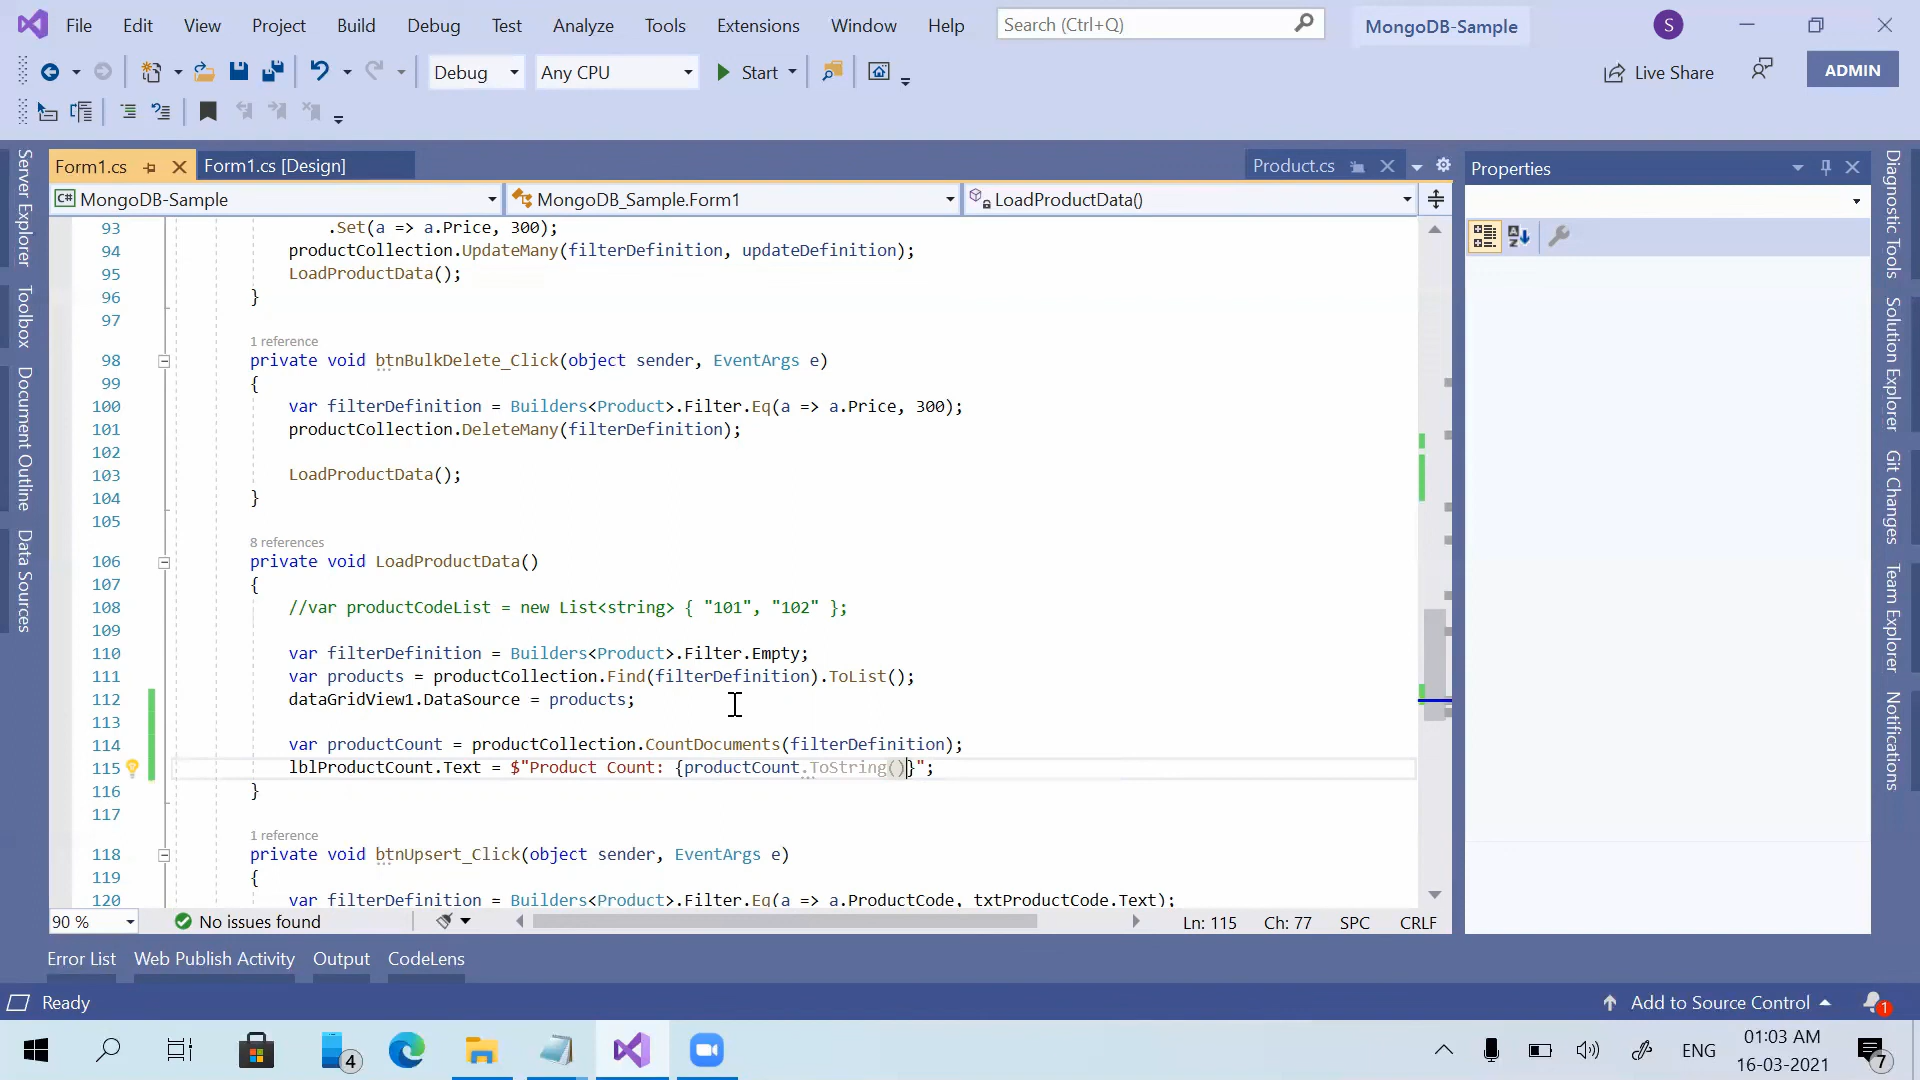 File Edit View Project Build Debug Test Analyze Tools Extensions Window Help Search (Ctrl+Q) MongoDB-Sample S
Debug Any CPU Start Live Share ADMIN
Form1.cs Form1.cs [Design] Product.cs Properties
MongoDB-Sample MongoDB_Sample.Form1 LoadProductData()
Server Explorer
Toolbox
Document Outline
Data Sources
93 .Set(a => a.Price, 300);
94 productCollection.UpdateMany(filterDefinition, updateDefinition);
95 LoadProductData();
96 }
97
1 reference
98 private void btnBulkDelete_Click(object sender, EventArgs e)
99 {
100 var filterDefinition = Builders<Product>.Filter.Eq(a => a.Price, 300);
101 productCollection.DeleteMany(filterDefinition);
102
103 LoadProductData();
104 }
105
8 references
106 private void LoadProductData()
107 {
108 //var productCodeList = new List<string> { "101", "102" };
109
110 var filterDefinition = Builders<Product>.Filter.Empty;
111 var products = productCollection.Find(filterDefinition).ToList();
112 dataGridView1.DataSource = products;
113
114 var productCount = productCollection.CountDocuments(filterDefinition);
115 lblProductCount.Text = $"Product Count: {productCount.ToString()}";
116 }
117
1 reference
118 private void btnUpsert_Click(object sender, EventArgs e)
119 {
120 var filterDefinition = Builders<Product>.Filter.Eq(a => a.ProductCode, txtProductCode.Text);
Diagnostic Tools
Solution Explorer
Git Changes
Team Explorer
Notifications
90 % No issues found Ln: 115 Ch: 77 SPC CRLF
Error List Web Publish Activity Output CodeLens
Ready Add to Source Control 1
4 ENG 01:03 AM
16-03-2021 7